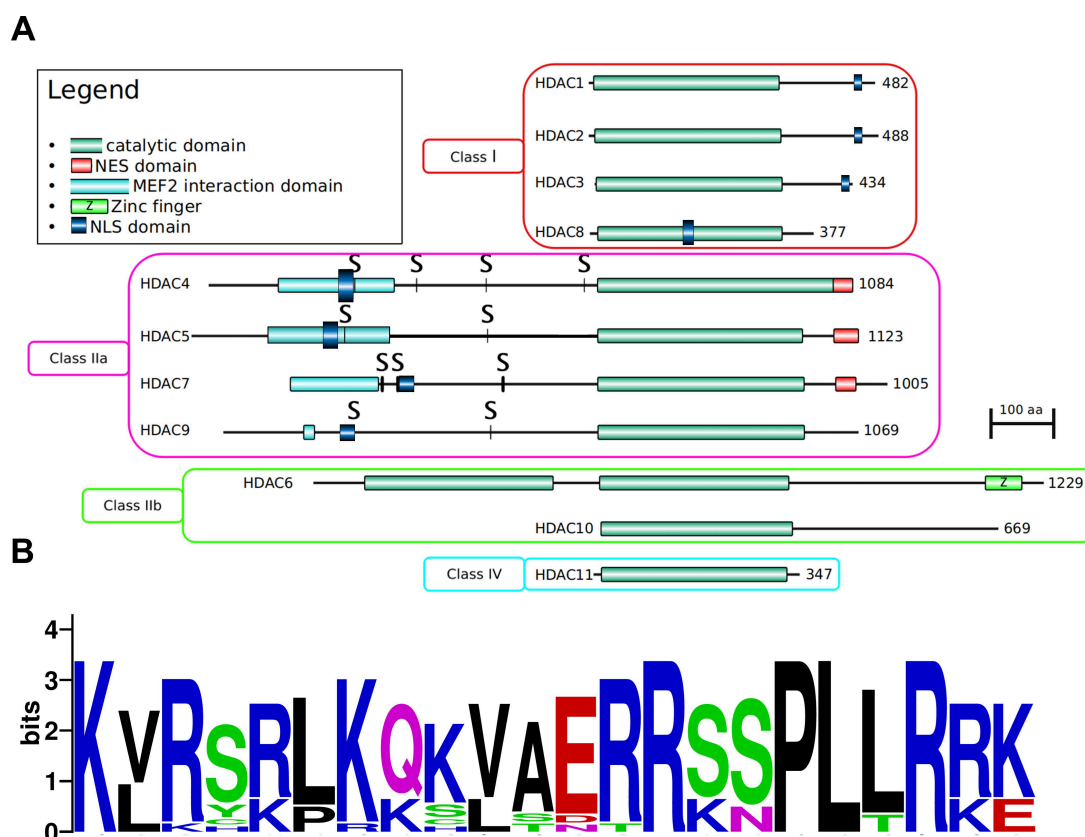 A
Legend
• catalytic domain
• NES domain
• MEF2 interaction domain
• Z Zinc finger
• NLS domain
Class I
HDAC1 482
HDAC2 488
HDAC3 434
HDAC8 377
Class IIa
S S S S
HDAC4 1084
S S
HDAC5 1123
S S S
HDAC7 1005
S S
HDAC9 1069
100 aa
Class IIb
HDAC6 Z 1229
HDAC10 669
B
Class IV HDAC11 347
bits
4
3
2
1
0
KVRSRLKQKVAERRSSPLLRRK